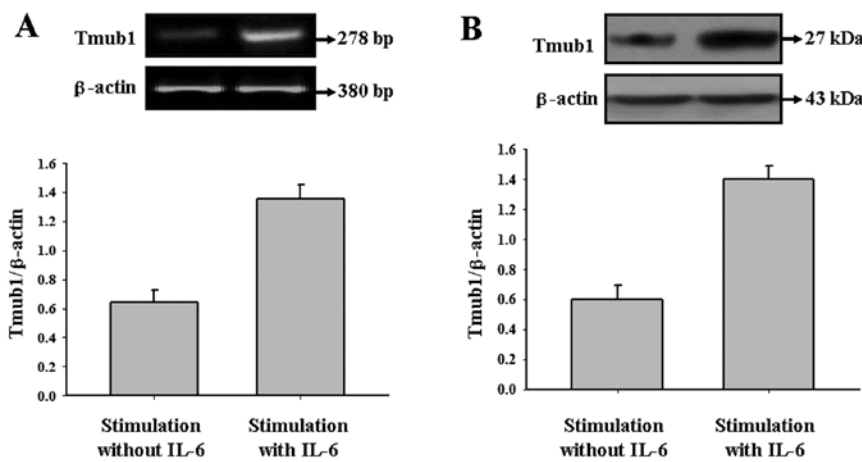 A
Tmub1
278 bp
β-actin
380 bp
Tmub1/β-actin
1.6
1.4
1.2
1.0
0.8
0.6
0.4
0.2
0.0
Stimulation
without IL-6
Stimulation
with IL-6
B
Tmub1
27 kDa
β-actin
43 kDa
Tmub1/β-actin
1.6
1.4
1.2
1.0
0.8
0.6
0.4
0.2
0.0
Stimulation
without IL-6
Stimulation
with IL-6